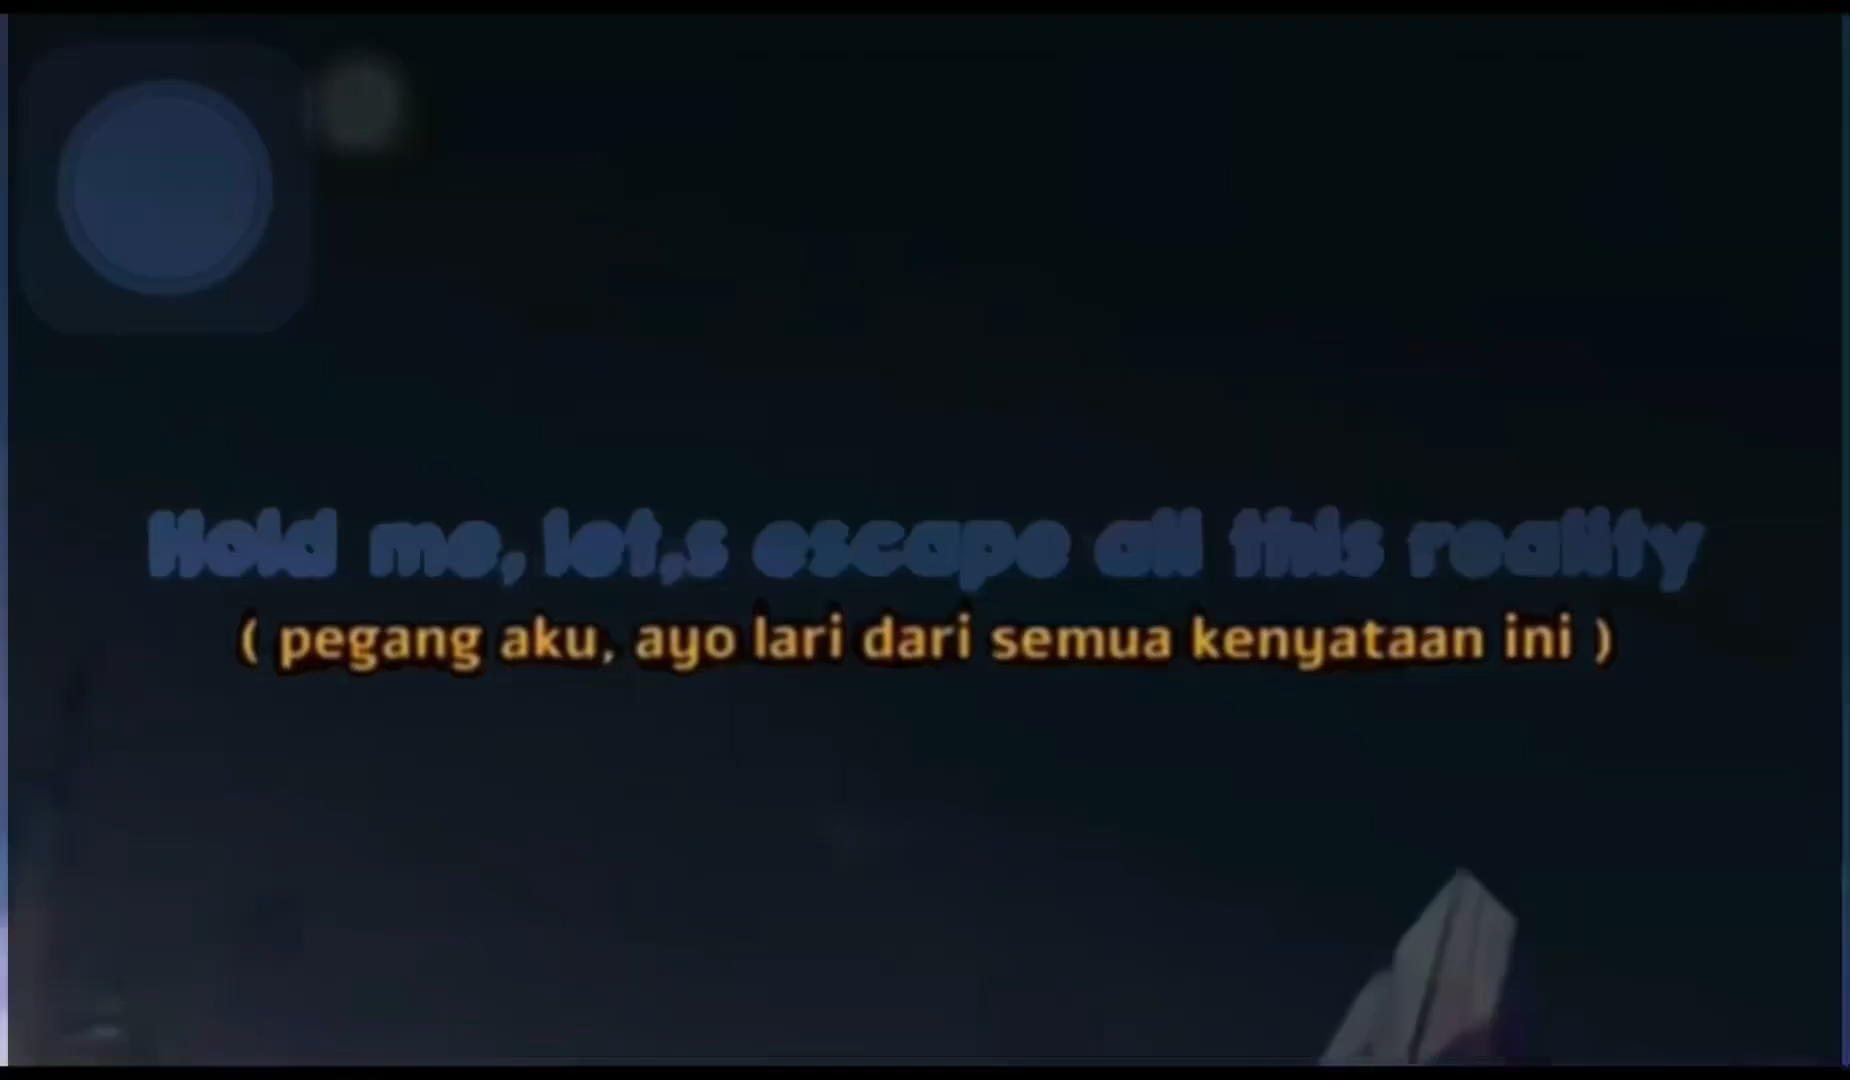 Hold me, let,s escape all this reality
( pegang aku, ayo lari dari semua kenyataan ini )